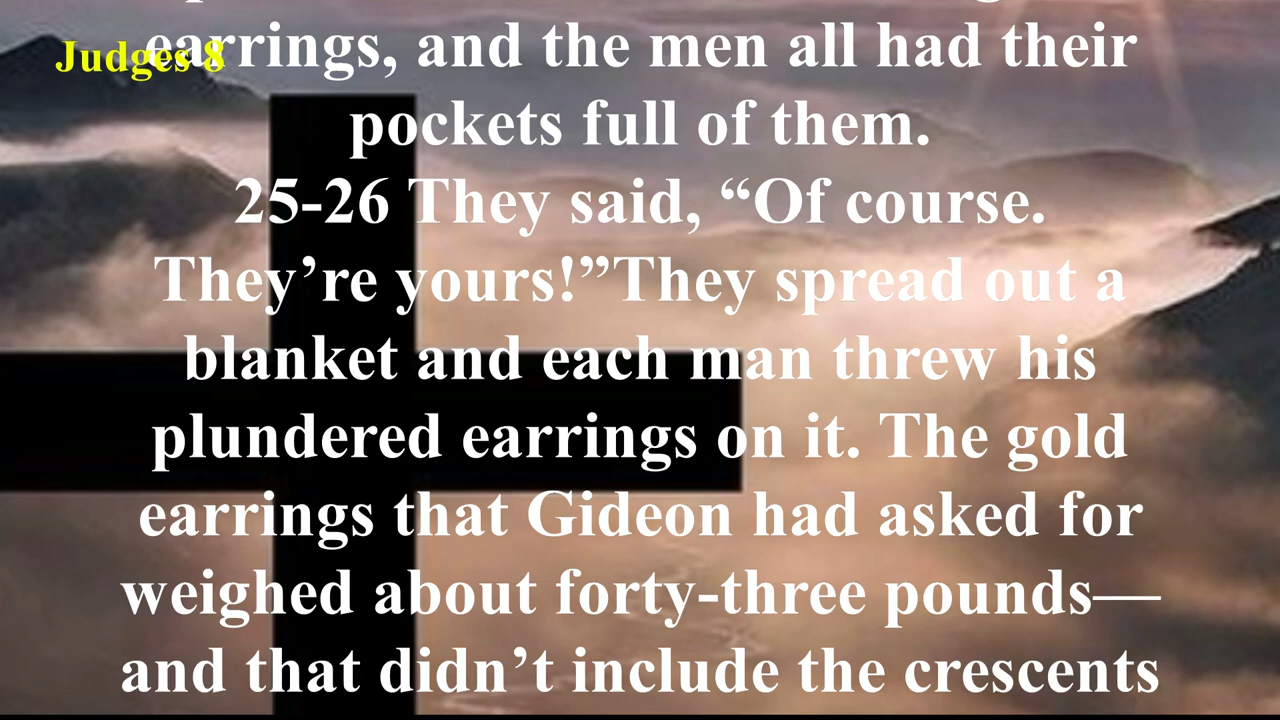 Judges 8
earrings, and the men all had their
pockets full of them.
25-26 They said, “Of course.
They’re yours!”They spread out a
blanket and each man threw his
plundered earrings on it. The gold
earrings that Gideon had asked for
weighed about forty-three pounds—
and that didn’t include the crescents